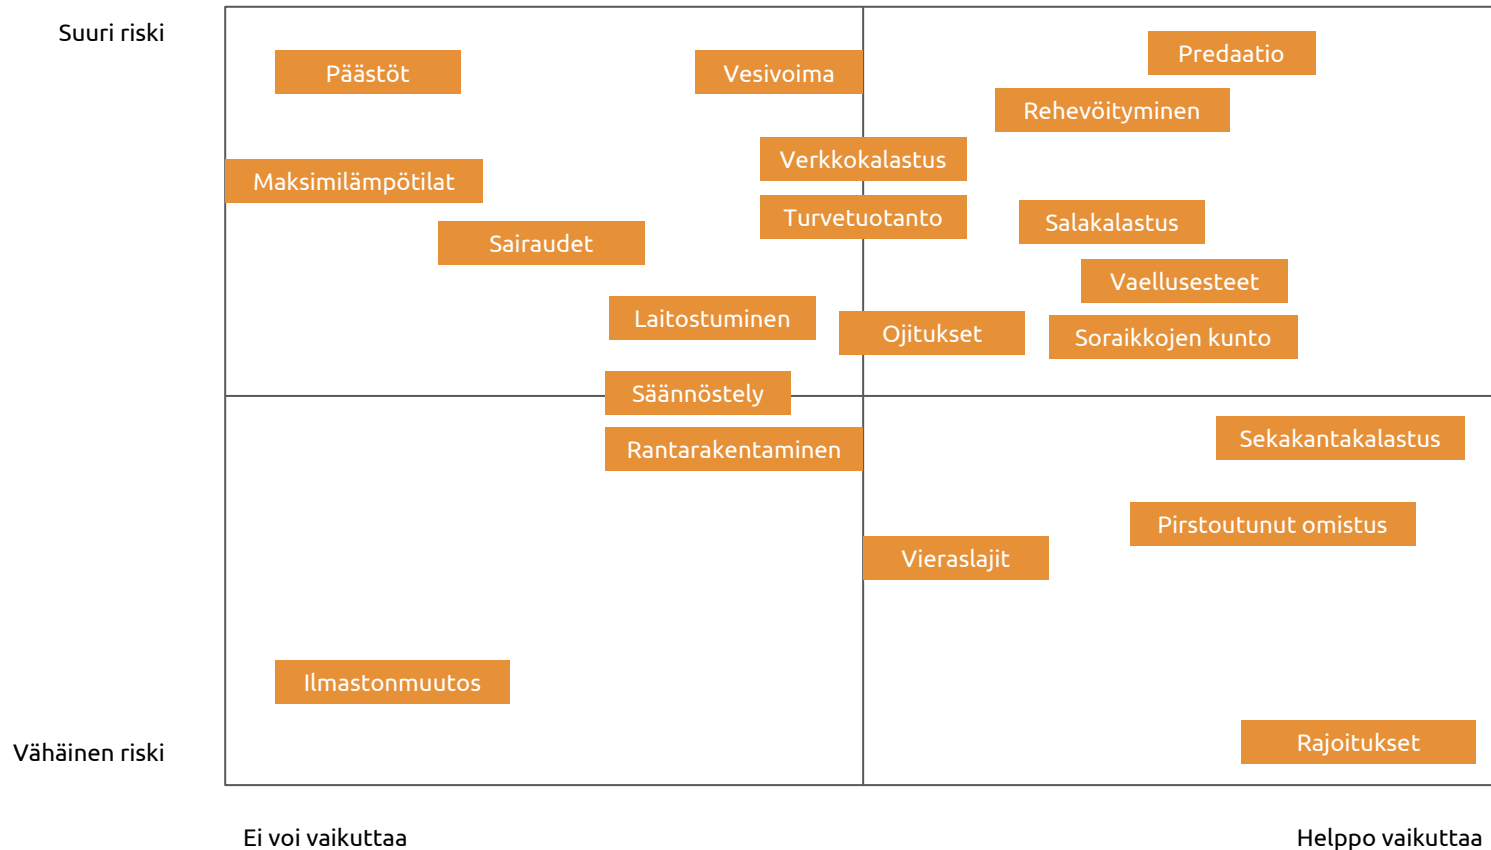 Suuri riski
Predaatio
Päästöt
Vesivoima
Rehevöityminen
Verkkokalastus
Maksimilämpötilat
Turvetuotanto
Salakalastus
Sairaudet
Vaellusesteet
Laitostuminen
Ojitukset
Soraikkojen kunto
Säännöstely
Sekakantakalastus
Rantarakentaminen
Pirstoutunut omistus
Vieraslajit
Ilmastonmuutos
Rajoitukset
Vähäinen riski
Ei voi vaikuttaa
Helppo vaikuttaa